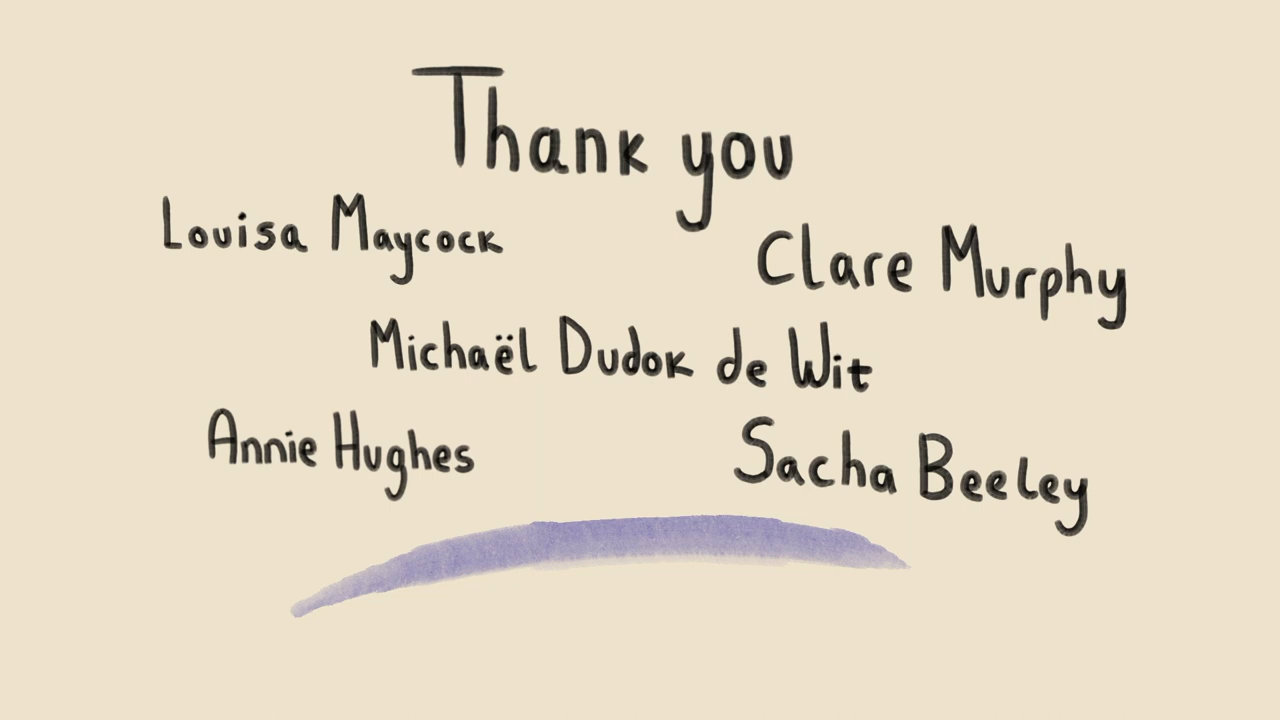 Thank you
Louisa Maycock
Clare Murphy
Michaël Dudok de Wit
Annie Hughes
Sacha Beeley